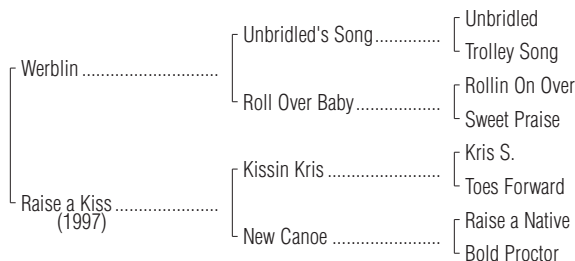 Unbridled
Unbridled's Song..............
Trolley Song
Werblin .............................
Rollin On Over
Roll Over Baby..................
Sweet Praise
Kris S.
Kissin Kris ........................
Toes Forward
Raise a Kiss ......................
(1997)
Raise a Native
New Canoe .......................
Bold Proctor